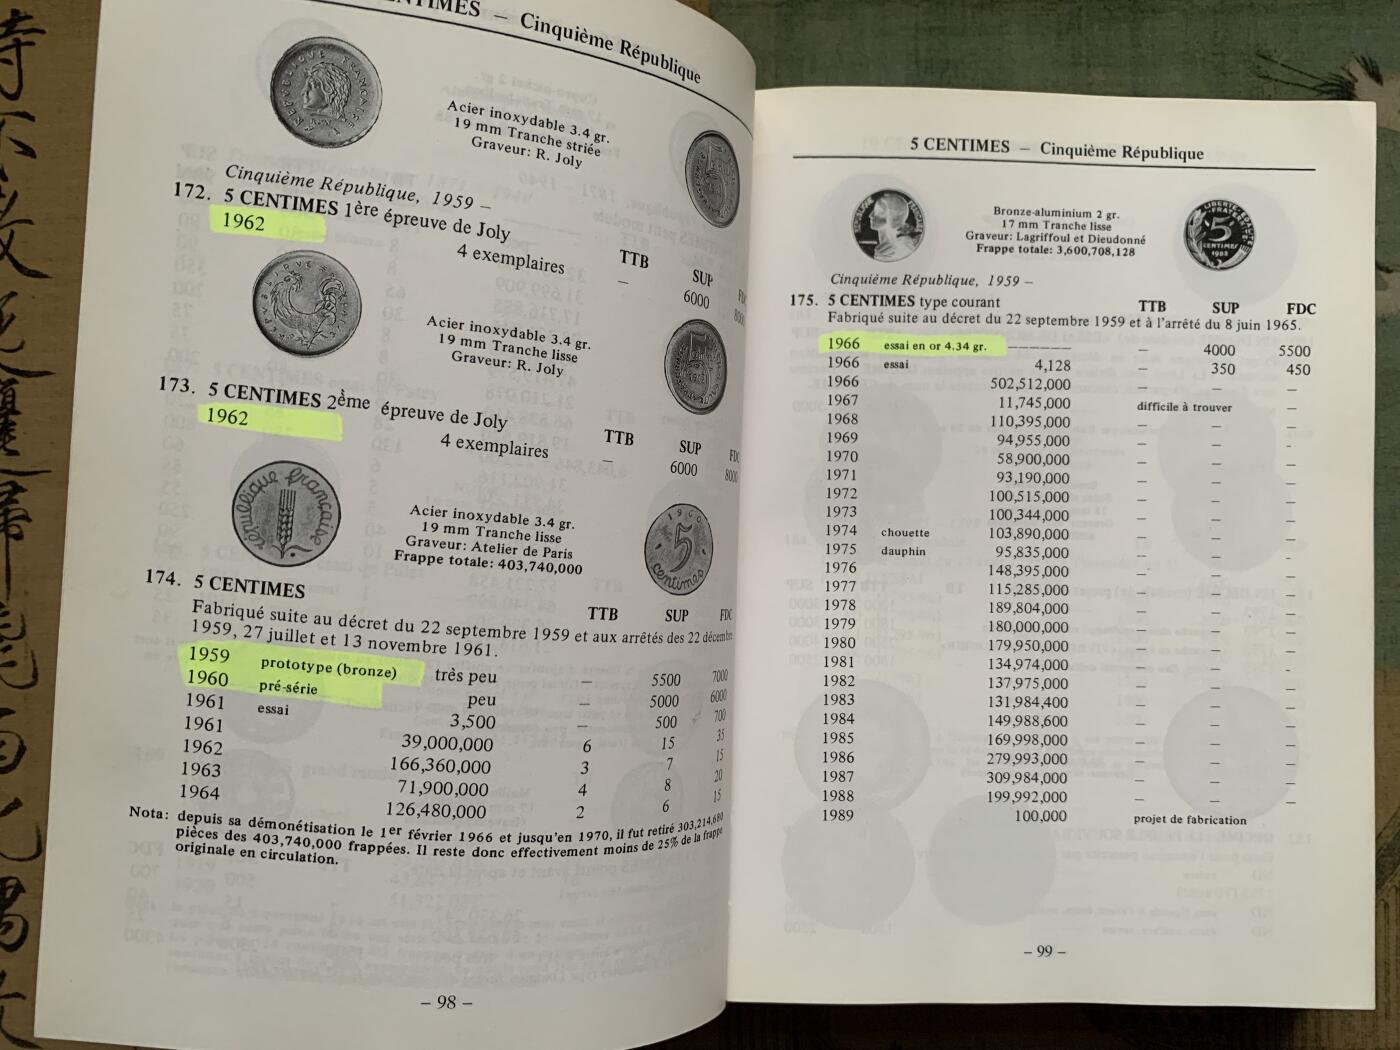 CENTIMES — Cinquième République
Acier inoxydable 3.4 gr.
19 mm Tranche striée
Graveur: R. Joly
Cinquième République, 1959 –
172. 5 CENTIMES 1ère épreuve de Joly
1962 4 exemplaires TTB SUP FD
– 6000 8000
Acier inoxydable 3.4 gr.
19 mm Tranche lisse
Graveur: R. Joly
173. 5 CENTIMES 2ème épreuve de Joly
1962 4 exemplaires TTB SUP FDC
– 6000 8000
république française
1960
5
centimes
Acier inoxydable 3.4 gr.
19 mm Tranche lisse
Graveur: Atelier de Paris
Frappe totale: 403,740,000
174. 5 CENTIMES TTB SUP FDC
Fabriqué suite au décret du 22 septembre 1959 et aux arrêtés des 22 décembre
1959, 27 juillet et 13 novembre 1961.
1959 prototype (bronze) très peu – 5500 7000
1960 pré-série peu – 5000 6000
1961 essai 3,500 – 500 700
1961 39,000,000 6 15 35
1962 166,360,000 3 7 15
1963 71,900,000 4 8 20
1964 126,480,000 2 6 15
Nota: depuis sa démonétisation le 1er février 1966 et jusqu'en 1970, il fut retiré 303,214,680
pièces des 403,740,000 frappées. Il reste donc effectivement moins de 25% de la frappe
originale en circulation.
– 98 –
5 CENTIMES — Cinquième République
Bronze-aluminium 2 gr.
17 mm Tranche lisse
Graveur: Lagriffoul et Dieudonné
Frappe totale: 3,600,708,128
LIBERTÉ
5
CENTIMES
Cinquième République, 1959 –
175. 5 CENTIMES type courant TTB SUP FDC
Fabriqué suite au décret du 22 septembre 1959 et à l'arrêté du 8 juin 1965.
1966 essai en or 4.34 gr. ––––––– – 4000 5500
1966 essai 4,128 – 350 450
1966 502,512,000 – – –
1967 11,745,000 difficile à trouver –
1968 110,395,000 – – –
1969 94,955,000 – – -
1970 58,900,000 – – –
1971 93,190,000 – – –
1972 100,515,000 – – –
1973 100,344,000 – – –
1974 chouette 103,890,000 – – –
1975 dauphin 95,835,000 – – –
1976 148,395,000 – – –
1977 115,285,000 – – –
1978 189,804,000 – – –
1979 180,000,000 – – –
1980 179,950,000 – – –
1981 134,974,000 – – –
1982 137,975,000 – – –
1983 131,984,400 – – –
1984 149,988,600 – – –
1985 169,998,000 – – –
1986 279,993,000 – – –
1987 309,984,000 – – –
1988 199,992,000 – – –
1989 100,000 projet de fabrication
– 99 –